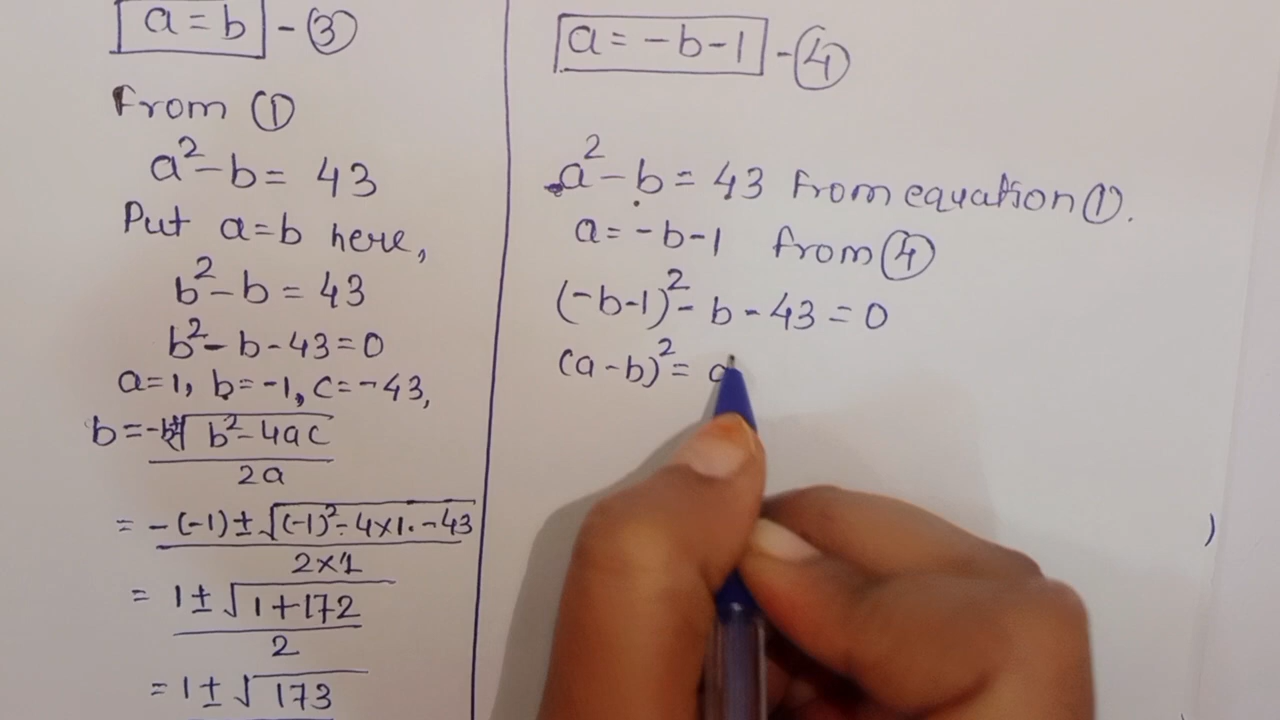 a = b - ③
From ①
a² - b = 43
Put a = b here,
b² - b = 43
b² - b - 43 = 0
a = 1, b = -1, c = -43,
b = -b ± √b² - 4ac
2a
= -(-1) ± √(-1)² - 4×1. -43
2×1
= 1 ± √1 + 172
2
= 1 ± √173
a = -b - 1 - ④
a² - b = 43 From equation ①.
a = -b - 1 from ④
(-b - 1)² - b - 43 = 0
(a - b)² = a
)